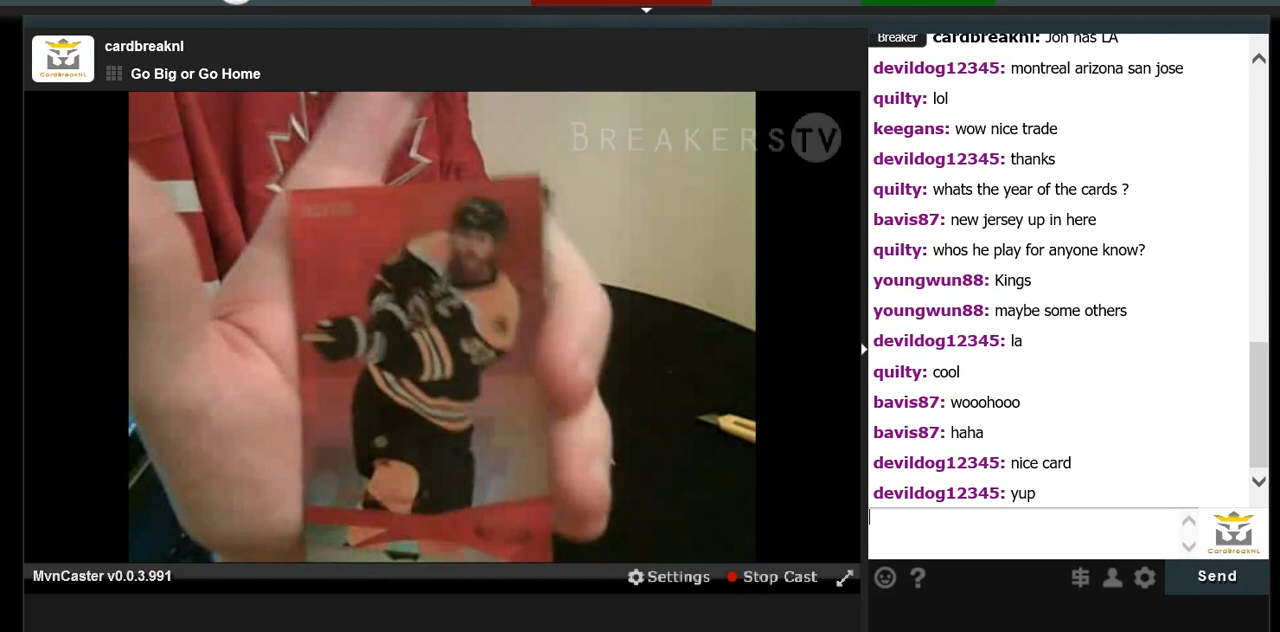 cardbreaknl
Go Big or Go Home
CardBreakNL
BREAKERSTV
Breaker cardbreaknl: Joh has LA
devildog12345: montreal arizona san jose
quilty: lol
keegans: wow nice trade
devildog12345: thanks
quilty: whats the year of the cards ?
bavis87: new jersey up in here
quilty: whos he play for anyone know?
youngwun88: Kings
youngwun88: maybe some others
devildog12345: la
quilty: cool
bavis87: wooohooo
bavis87: haha
devildog12345: nice card
devildog12345: yup
CardBreakNL
MvnCaster v0.0.3.991
Settings
Stop Cast
?
Send